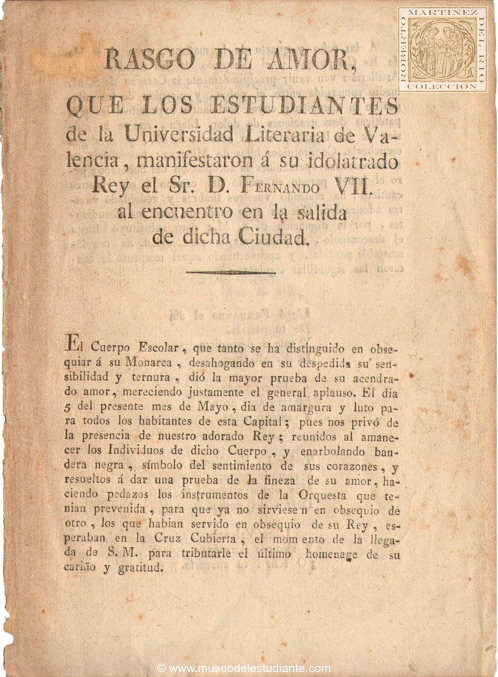 ROBERTO MARTINEZ DEL RIO
COLECCION
RASGO DE AMOR,
QUE LOS ESTUDIANTES
de la Universidad Literaria de Va-
lencia, manifestaron á su idolatrado
Rey el Sr. D. FERNANDO VII.
al encuentro en la salida
de dicha Ciudad.
El Cuerpo Escolar, que tanto se ha distinguido en obse-
quiar á su Monarca, desahogando en su despedida su sen-
sibilidad y ternura, dió la mayor prueba de su acendra-
do amor, mereciendo justamente el general aplauso. El dia
5 del presente mes de Mayo, dia de amargura y luto pa-
ra todos los habitantes de esta Capital; pues nos privó de
la presencia de nuestro adorado Rey; reunidos al amane-
cer los Individuos de dicho Cuerpo, y enarbolando ban-
dera negra, símbolo del sentimiento de sus corazones, y
resueltos á dar una prueba de la fineza de su amor, ha-
ciendo pedazos los instrumentos de la Orquesta que te-
nian prevenida, para que ya no sirviesen en obsequio de
otro, los que habian servido en obsequio de su Rey, es-
peraban en la Cruz Cubierta, el momento de la llega-
da de S. M. para tributarle el último homenage de su
cariño y gratitud.
© www.museodelestudiante.com